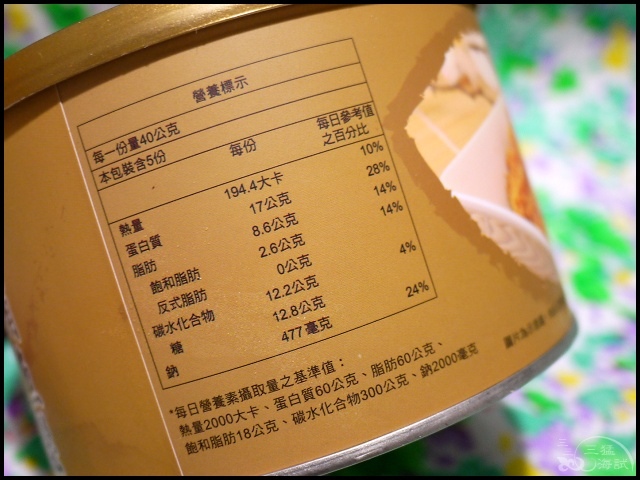 營養標示
每一份量40公克
本包裝含5份
每份 每日參考值之百分比
熱量 194.4大卡 10%
蛋白質 17公克 28%
脂肪 8.6公克 14%
飽和脂肪 2.6公克 14%
反式脂肪 0公克
碳水化合物 12.2公克 4%
糖 12.8公克
鈉 477毫克 24%
*每日營養素攝取量之基準值：
熱量2000大卡、蛋白質60公克、脂肪60公克、
飽和脂肪18公克、碳水化合物300公克、鈉2000毫克
圖片為
三猛
海試